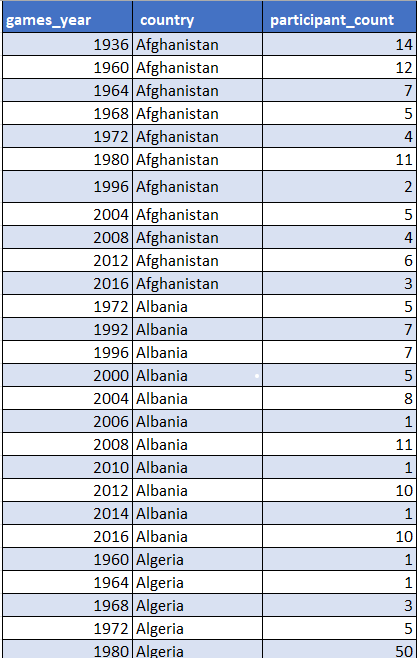 games_year country participant_count
1936 Afghanistan 14
1960 Afghanistan 12
1964 Afghanistan 7
1968 Afghanistan 5
1972 Afghanistan 4
1980 Afghanistan 11
1996 Afghanistan 2
2004 Afghanistan 5
2008 Afghanistan 4
2012 Afghanistan 6
2016 Afghanistan 3
1972 Albania 5
1992 Albania 7
1996 Albania 7
2000 Albania 5
2004 Albania 8
2006 Albania 1
2008 Albania 11
2010 Albania 1
2012 Albania 10
2014 Albania 1
2016 Albania 10
1960 Algeria 1
1964 Algeria 1
1968 Algeria 3
1972 Algeria 5
1980 Algeria 50